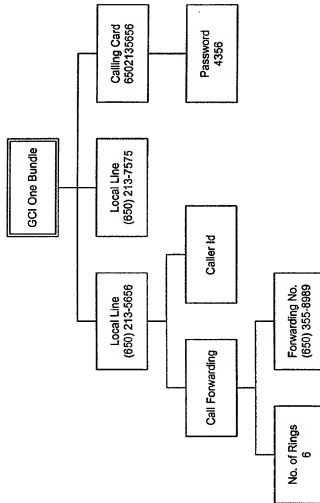 GCI One Bundle
Local Line
(650) 213-5656
Local Line
(650) 213-7575
Calling Card
6502135656
Call Forwarding
Caller Id
Password
4356
No. of Rings
6
Forwarding No.
(650) 355-8989